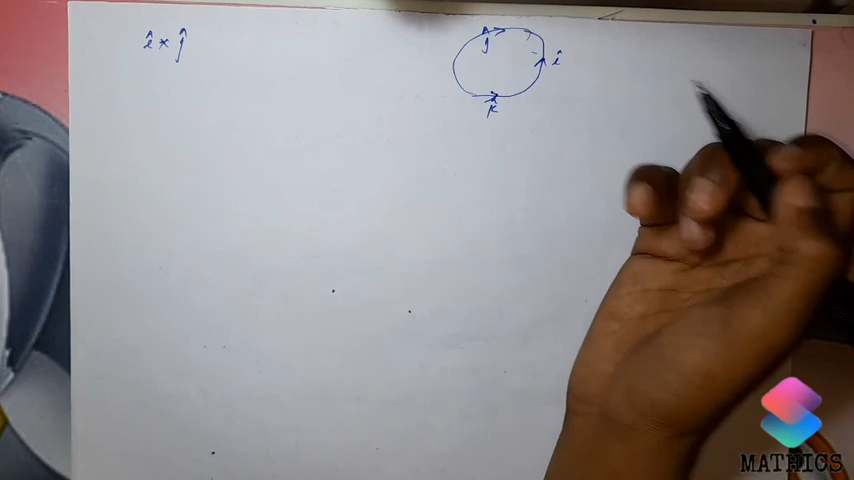 î × ĵ
ĵ
î
k̂
MATHICS